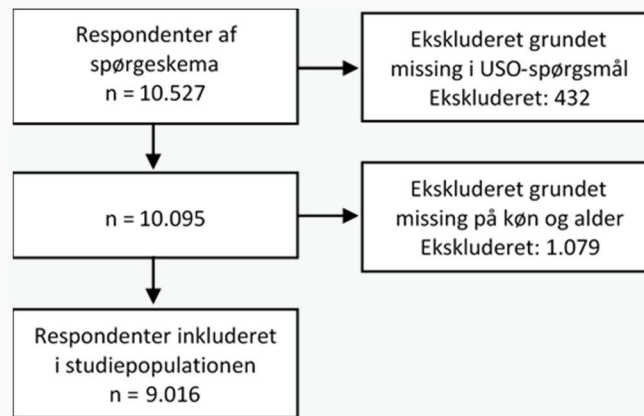 Respondenter af
spørgeskema
n = 10.527
Ekskluderet grundet
missing i USO-spørgsmål
Ekskluderet: 432
n = 10.095
Ekskluderet grundet
missing på køn og alder
Ekskluderet: 1.079
Respondenter inkluderet
i studiepopulationen
n = 9.016